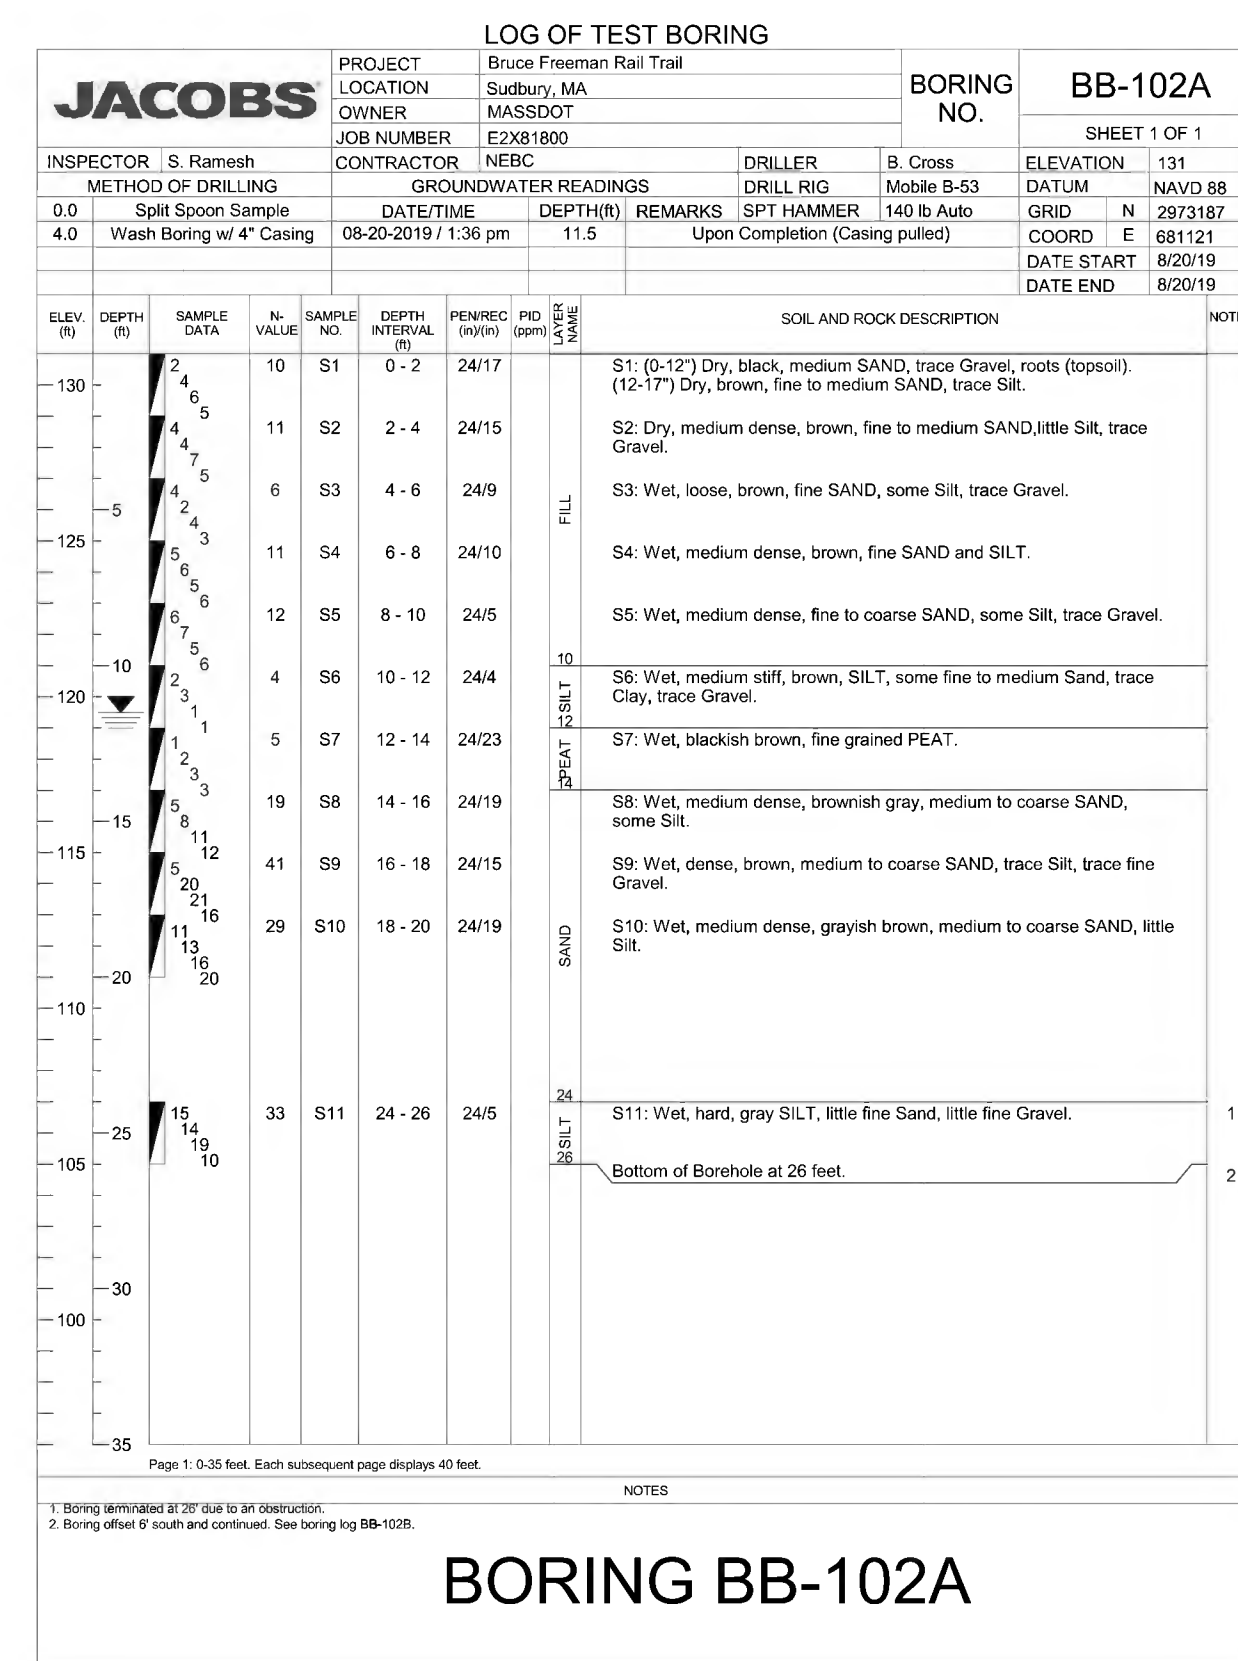 LOG OF TEST BORING
JACOBS
PROJECT Bruce Freeman Rail Trail
LOCATION Sudbury, MA
OWNER MASSDOT
JOB NUMBER E2X81800
BORING NO.
BB-102A
SHEET 1 OF 1
INSPECTOR S. Ramesh CONTRACTOR NEBC DRILLER B. Cross ELEVATION 131
METHOD OF DRILLING GROUNDWATER READINGS DRILL RIG Mobile B-53 DATUM NAVD 88
0.0 Split Spoon Sample DATE/TIME DEPTH(ft) REMARKS SPT HAMMER 140 lb Auto GRID N 2973187
4.0 Wash Boring w/ 4" Casing 08-20-2019 / 1:36 pm 11.5 Upon Completion (Casing pulled) COORD E 681121
DATE START 8/20/19
DATE END 8/20/19
ELEV. (ft) DEPTH (ft) SAMPLE DATA N-VALUE SAMPLE NO. DEPTH INTERVAL (ft) PEN/REC (in)/(in) PID (ppm) LAYER NAME SOIL AND ROCK DESCRIPTION NOT
2 4 6 5 10 S1 0 - 2 24/17 S1: (0-12") Dry, black, medium SAND, trace Gravel, roots (topsoil).
130 (12-17") Dry, brown, fine to medium SAND, trace Silt.
4 4 7 5 11 S2 2 - 4 24/15 S2: Dry, medium dense, brown, fine to medium SAND,little Silt, trace
Gravel.
4 2 4 3 6 S3 4 - 6 24/9 S3: Wet, loose, brown, fine SAND, some Silt, trace Gravel.
5 FILL
125
5 6 5 6 11 S4 6 - 8 24/10 S4: Wet, medium dense, brown, fine SAND and SILT.
6 7 5 6 12 S5 8 - 10 24/5 S5: Wet, medium dense, fine to coarse SAND, some Silt, trace Gravel.
10 10
2 3 1 1 4 S6 10 - 12 24/4 SILT S6: Wet, medium stiff, brown, SILT, some fine to medium Sand, trace
120 Clay, trace Gravel.
12
1 2 3 3 5 S7 12 - 14 24/23 PEAT S7: Wet, blackish brown, fine grained PEAT.
14
5 8 11 12 19 S8 14 - 16 24/19 S8: Wet, medium dense, brownish gray, medium to coarse SAND,
15 some Silt.
115
5 20 21 16 41 S9 16 - 18 24/15 S9: Wet, dense, brown, medium to coarse SAND, trace Silt, trace fine
Gravel.
11 13 16 20 29 S10 18 - 20 24/19 SAND S10: Wet, medium dense, grayish brown, medium to coarse SAND, little
Silt.
20
110
24
15 14 19 10 33 S11 24 - 26 24/5 SILT S11: Wet, hard, gray SILT, little fine Sand, little fine Gravel. 1
25
26
105 Bottom of Borehole at 26 feet. 2
30
100
35
Page 1: 0-35 feet. Each subsequent page displays 40 feet.
NOTES
1. Boring terminated at 26' due to an obstruction.
2. Boring offset 6' south and continued. See boring log BB-102B.
BORING BB-102A